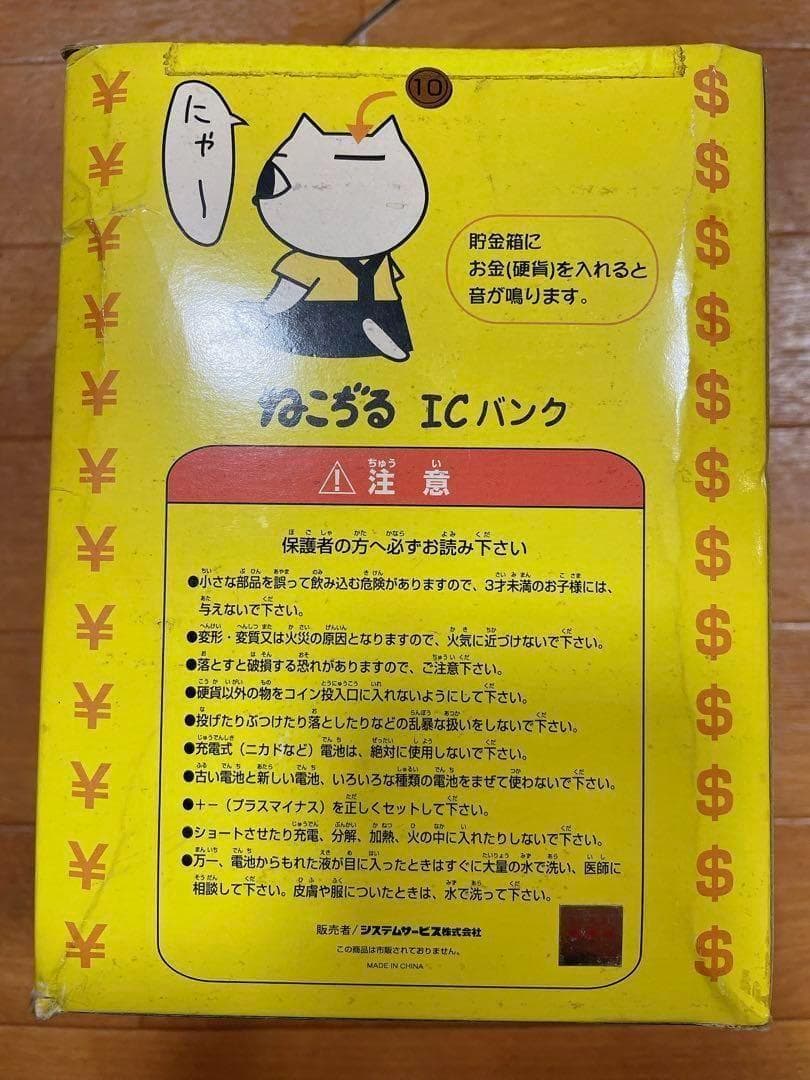 10
にゃー
貯金箱に
お金(硬貨)を入れると
音が鳴ります。
ねこぢる ICバンク
⚠注意
保護者の方へ必ずお読み下さい
●小さな部品を誤って飲み込む危険がありますので、3才未満のお子様には、
与えないで下さい。
●変形・変質又は火災の原因となりますので、火気に近づけないで下さい。
●落とすと破損する恐れがありますので、ご注意下さい。
●硬貨以外の物をコイン投入口に入れないようにして下さい。
●投げたりぶつけたり落としたりなどの乱暴な扱いをしないで下さい。
●充電式(ニカドなど)電池は、絶対に使用しないで下さい。
●古い電池と新しい電池、いろいろな種類の電池をまぜて使わないで下さい。
●+-(プラスマイナス)を正しくセットして下さい。
●ショートさせたり充電、分解、加熱、火の中に入れたりしないで下さい。
●万一、電池からもれた液が目に入ったときはすぐに大量の水で洗い、医師に
相談して下さい。皮膚や服についたときは、水で洗って下さい。
販売者/システムサービス株式会社
この商品は市販されておりません。
MADE IN CHINA